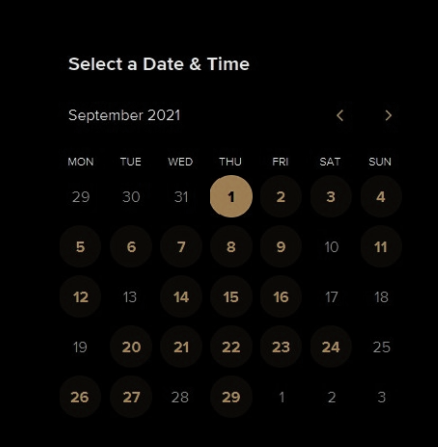 Select a Date & Time
September 2021
MON TUE WED THU FRI SAT SUN
29 30 31 1 2 3 4
5 6 7 8 9 10 11
12 13 14 15 16 17 18
19 20 21 22 23 24 25
26 27 28 29 1 2 3